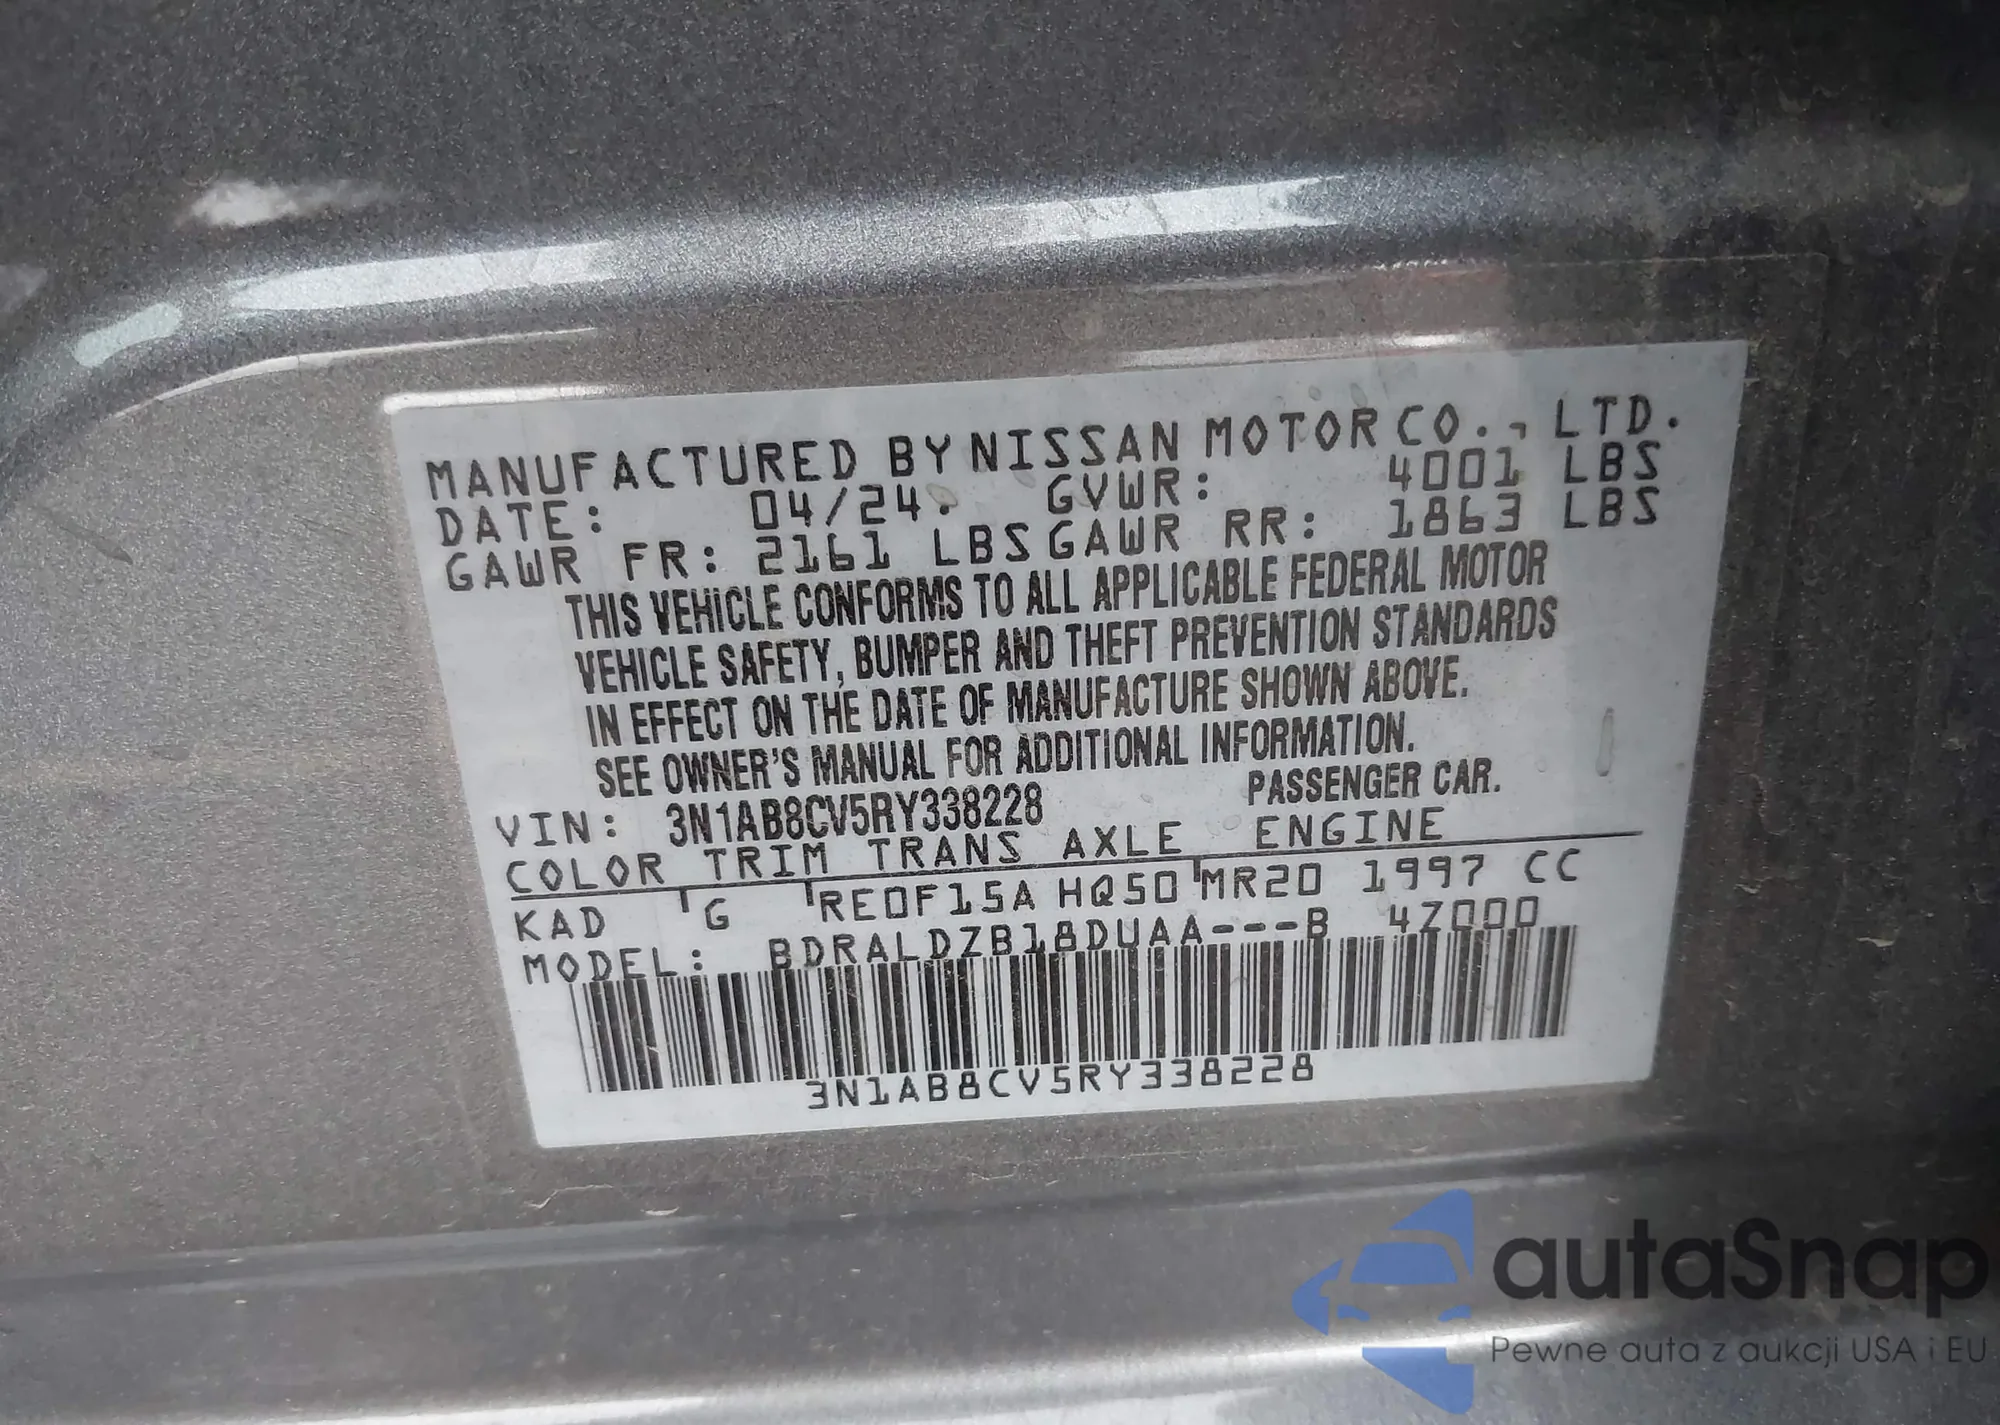 MANUFACTURED BY NISSAN MOTOR CO., LTD.
DATE: 04/24. GVWR: 4001 LBS
GAWR FR: 2161 LBS GAWR RR: 1863 LBS
THIS VEHICLE CONFORMS TO ALL APPLICABLE FEDERAL MOTOR
VEHICLE SAFETY, BUMPER AND THEFT PREVENTION STANDARDS
IN EFFECT ON THE DATE OF MANUFACTURE SHOWN ABOVE.
SEE OWNER'S MANUAL FOR ADDITIONAL INFORMATION.
VIN: 3N1AB8CV5RY338228 PASSENGER CAR.
COLOR TRIM TRANS AXLE ENGINE
KAD G RE0F15A HQ50 MR20 1997 CC
MODEL: BDRALDZB18DUAA---B 4Z000
3N1AB8CV5RY338228
autaSnap
Pewne auta z aukcji USA i EU